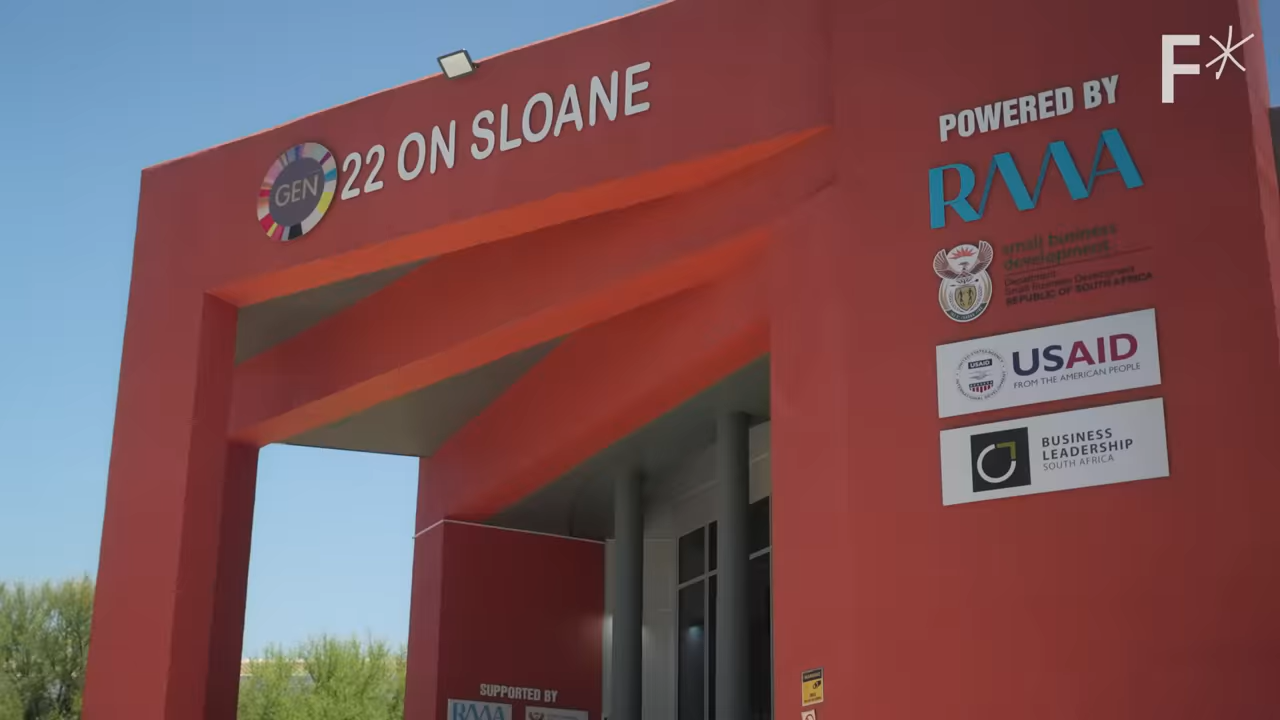 F*
GEN
22 ON SLOANE
POWERED BY
RMA
small business
development
Department:
Small Business Development
REPUBLIC OF SOUTH AFRICA
USAID
USAID
FROM THE AMERICAN PEOPLE
BUSINESS
LEADERSHIP
SOUTH AFRICA
SUPPORTED BY
RMA